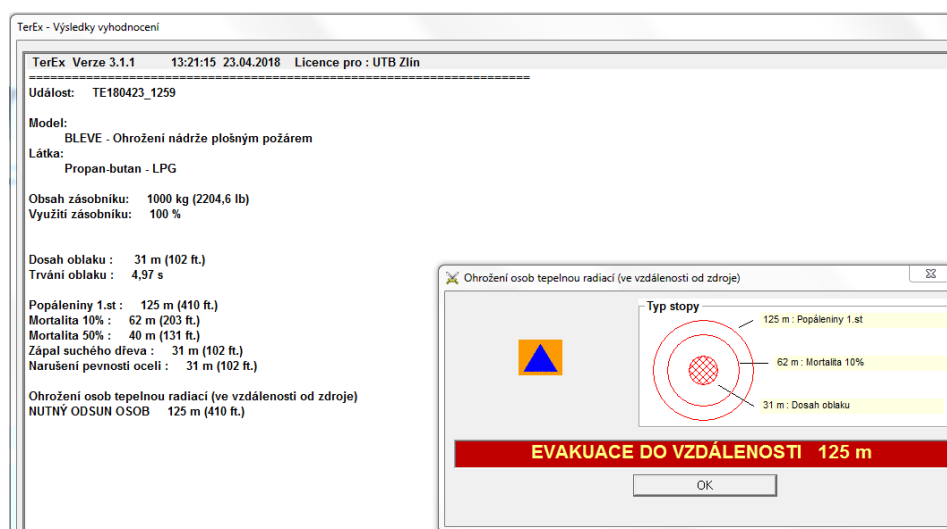 TerEx - Výsledky vyhodnocení
TerEx Verze 3.1.1 13:21:15 23.04.2018 Licence pro : UTB Zlín
================================================================================
Událost: TE180423_1259
Model:
BLEVE - Ohrožení nádrže plošným požárem
Látka:
Propan-butan - LPG
Obsah zásobníku: 1000 kg (2204,6 lb)
Využití zásobníku: 100 %
Dosah oblaku : 31 m (102 ft.)
Trvání oblaku : 4,97 s
Popáleniny 1.st : 125 m (410 ft.)
Mortalita 10% : 62 m (203 ft.)
Mortalita 50% : 40 m (131 ft.)
Zápal suchého dřeva : 31 m (102 ft.)
Narušení pevnosti oceli : 31 m (102 ft.)
Ohrožení osob tepelnou radiací (ve vzdálenosti od zdroje)
NUTNÝ ODSUN OSOB 125 m (410 ft.)
Ohrožení osob tepelnou radiací (ve vzdálenosti od zdroje)
Typ stopy
125 m : Popáleniny 1.st
62 m : Mortalita 10%
31 m : Dosah oblaku
EVAKUACE DO VZDÁLENOSTI 125 m
OK